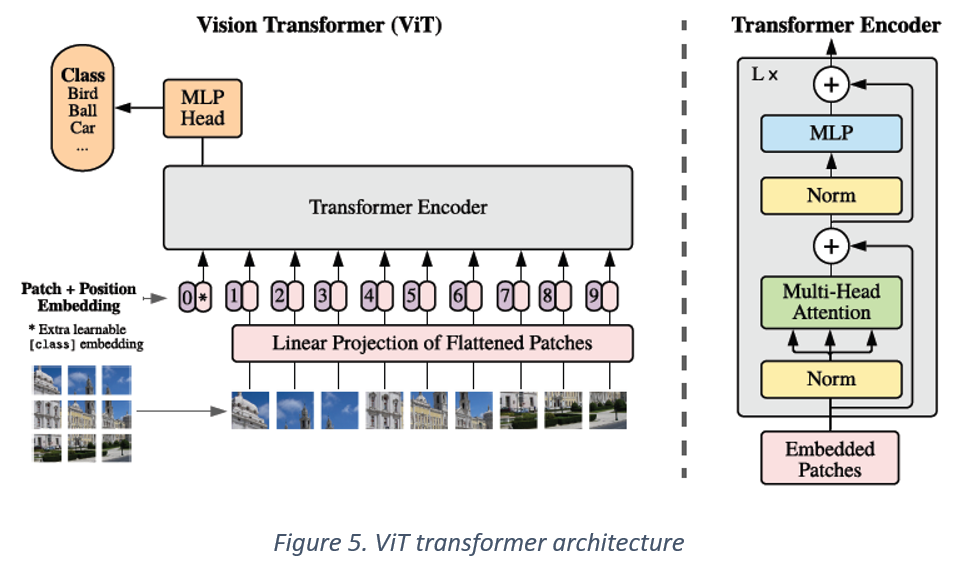 Vision Transformer (ViT)
Class
Bird
Ball
Car
...
MLP
Head
Transformer Encoder
Patch + Position
Embedding
0 * 1 2 3 4 5 6 7 8 9
* Extra learnable
[class] embedding
Linear Projection of Flattened Patches
Transformer Encoder
L x
+
MLP
Norm
+
Multi-Head
Attention
Norm
Embedded
Patches
Figure 5. ViT transformer architecture